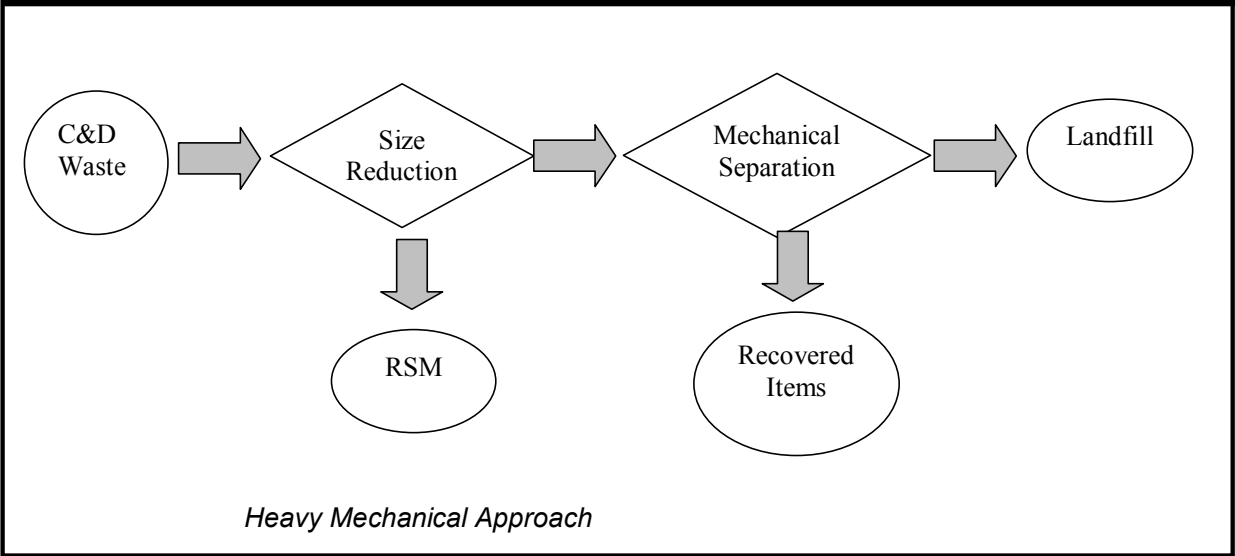 C&D
Waste
Size
Reduction
Mechanical
Separation
Landfill
RSM
Recovered
Items
Heavy Mechanical Approach